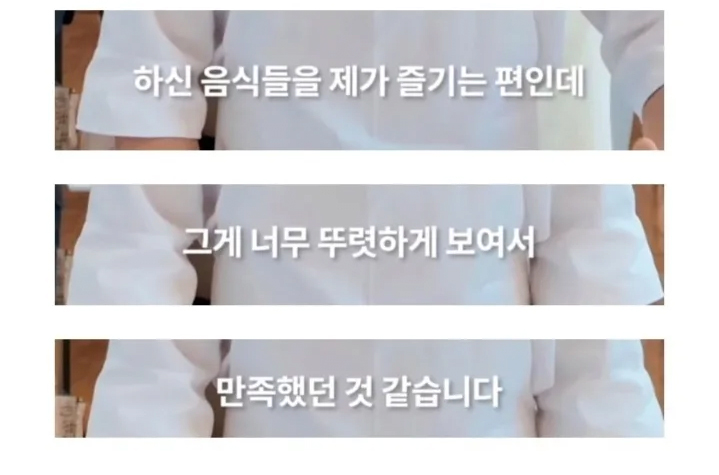 하신 음식들을 제가 즐기는 편인데
그게 너무 뚜렷하게 보여서
만족했던 것 같습니다